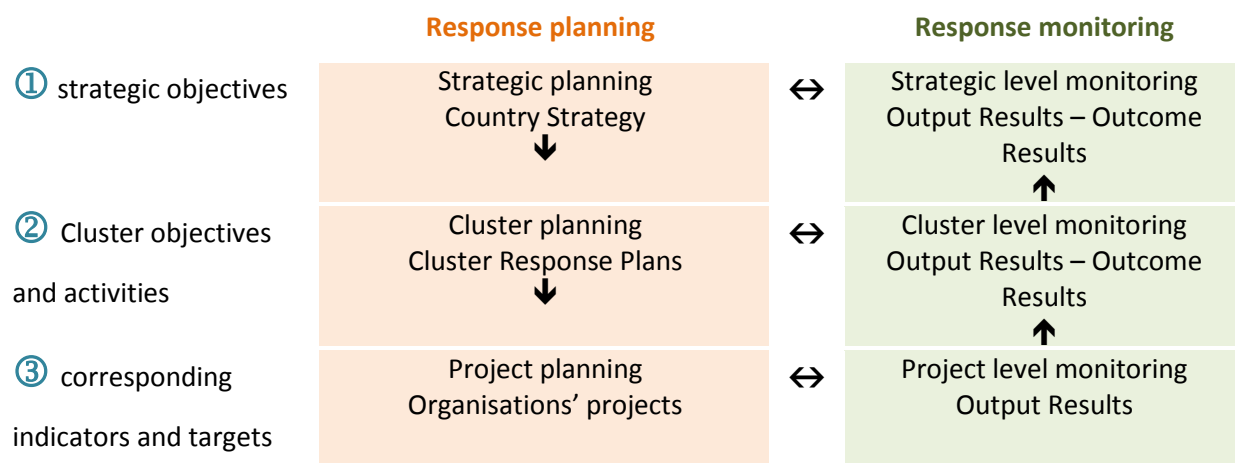 Response planning Response monitoring
① strategic objectives
Strategic planning
Country Strategy
↓
↔
Strategic level monitoring
Output Results – Outcome
Results
↑
② Cluster objectives
and activities
Cluster planning
Cluster Response Plans
↓
↔
Cluster level monitoring
Output Results – Outcome
Results
↑
③ corresponding
indicators and targets
Project planning
Organisations’ projects
↔
Project level monitoring
Output Results